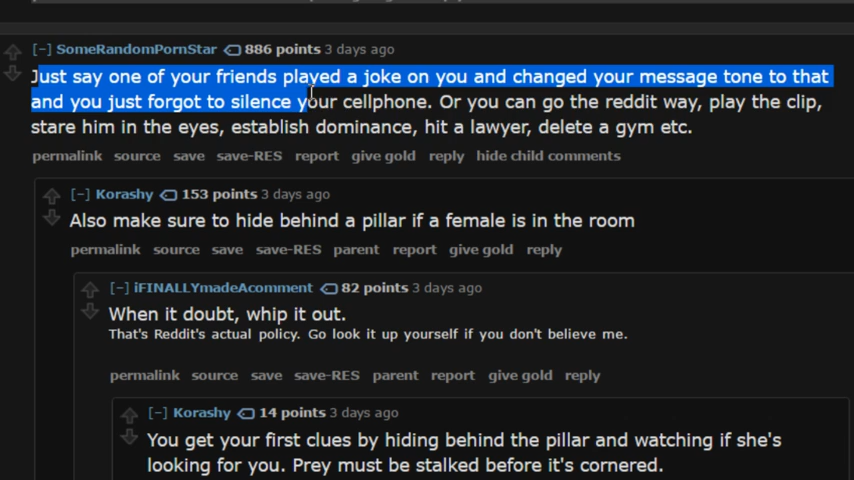 [-] SomeRandomPornStar 886 points 3 days ago
Just say one of your friends played a joke on you and changed your message tone to that
and you just forgot to silence your cellphone. Or you can go the reddit way, play the clip,
stare him in the eyes, establish dominance, hit a lawyer, delete a gym etc.
permalink source save save-RES report give gold reply hide child comments
[-] Korashy 153 points 3 days ago
Also make sure to hide behind a pillar if a female is in the room
permalink source save save-RES parent report give gold reply
[-] iFINALLYmadeAcomment 82 points 3 days ago
When it doubt, whip it out.
That's Reddit's actual policy. Go look it up yourself if you don't believe me.
permalink source save save-RES parent report give gold reply
[-] Korashy 14 points 3 days ago
You get your first clues by hiding behind the pillar and watching if she's
looking for you. Prey must be stalked before it's cornered.